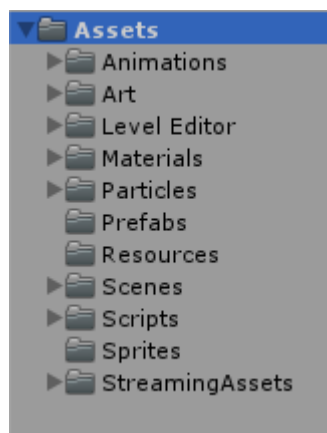 Assets
Animations
Art
Level Editor
Materials
Particles
Prefabs
Resources
Scenes
Scripts
Sprites
StreamingAssets